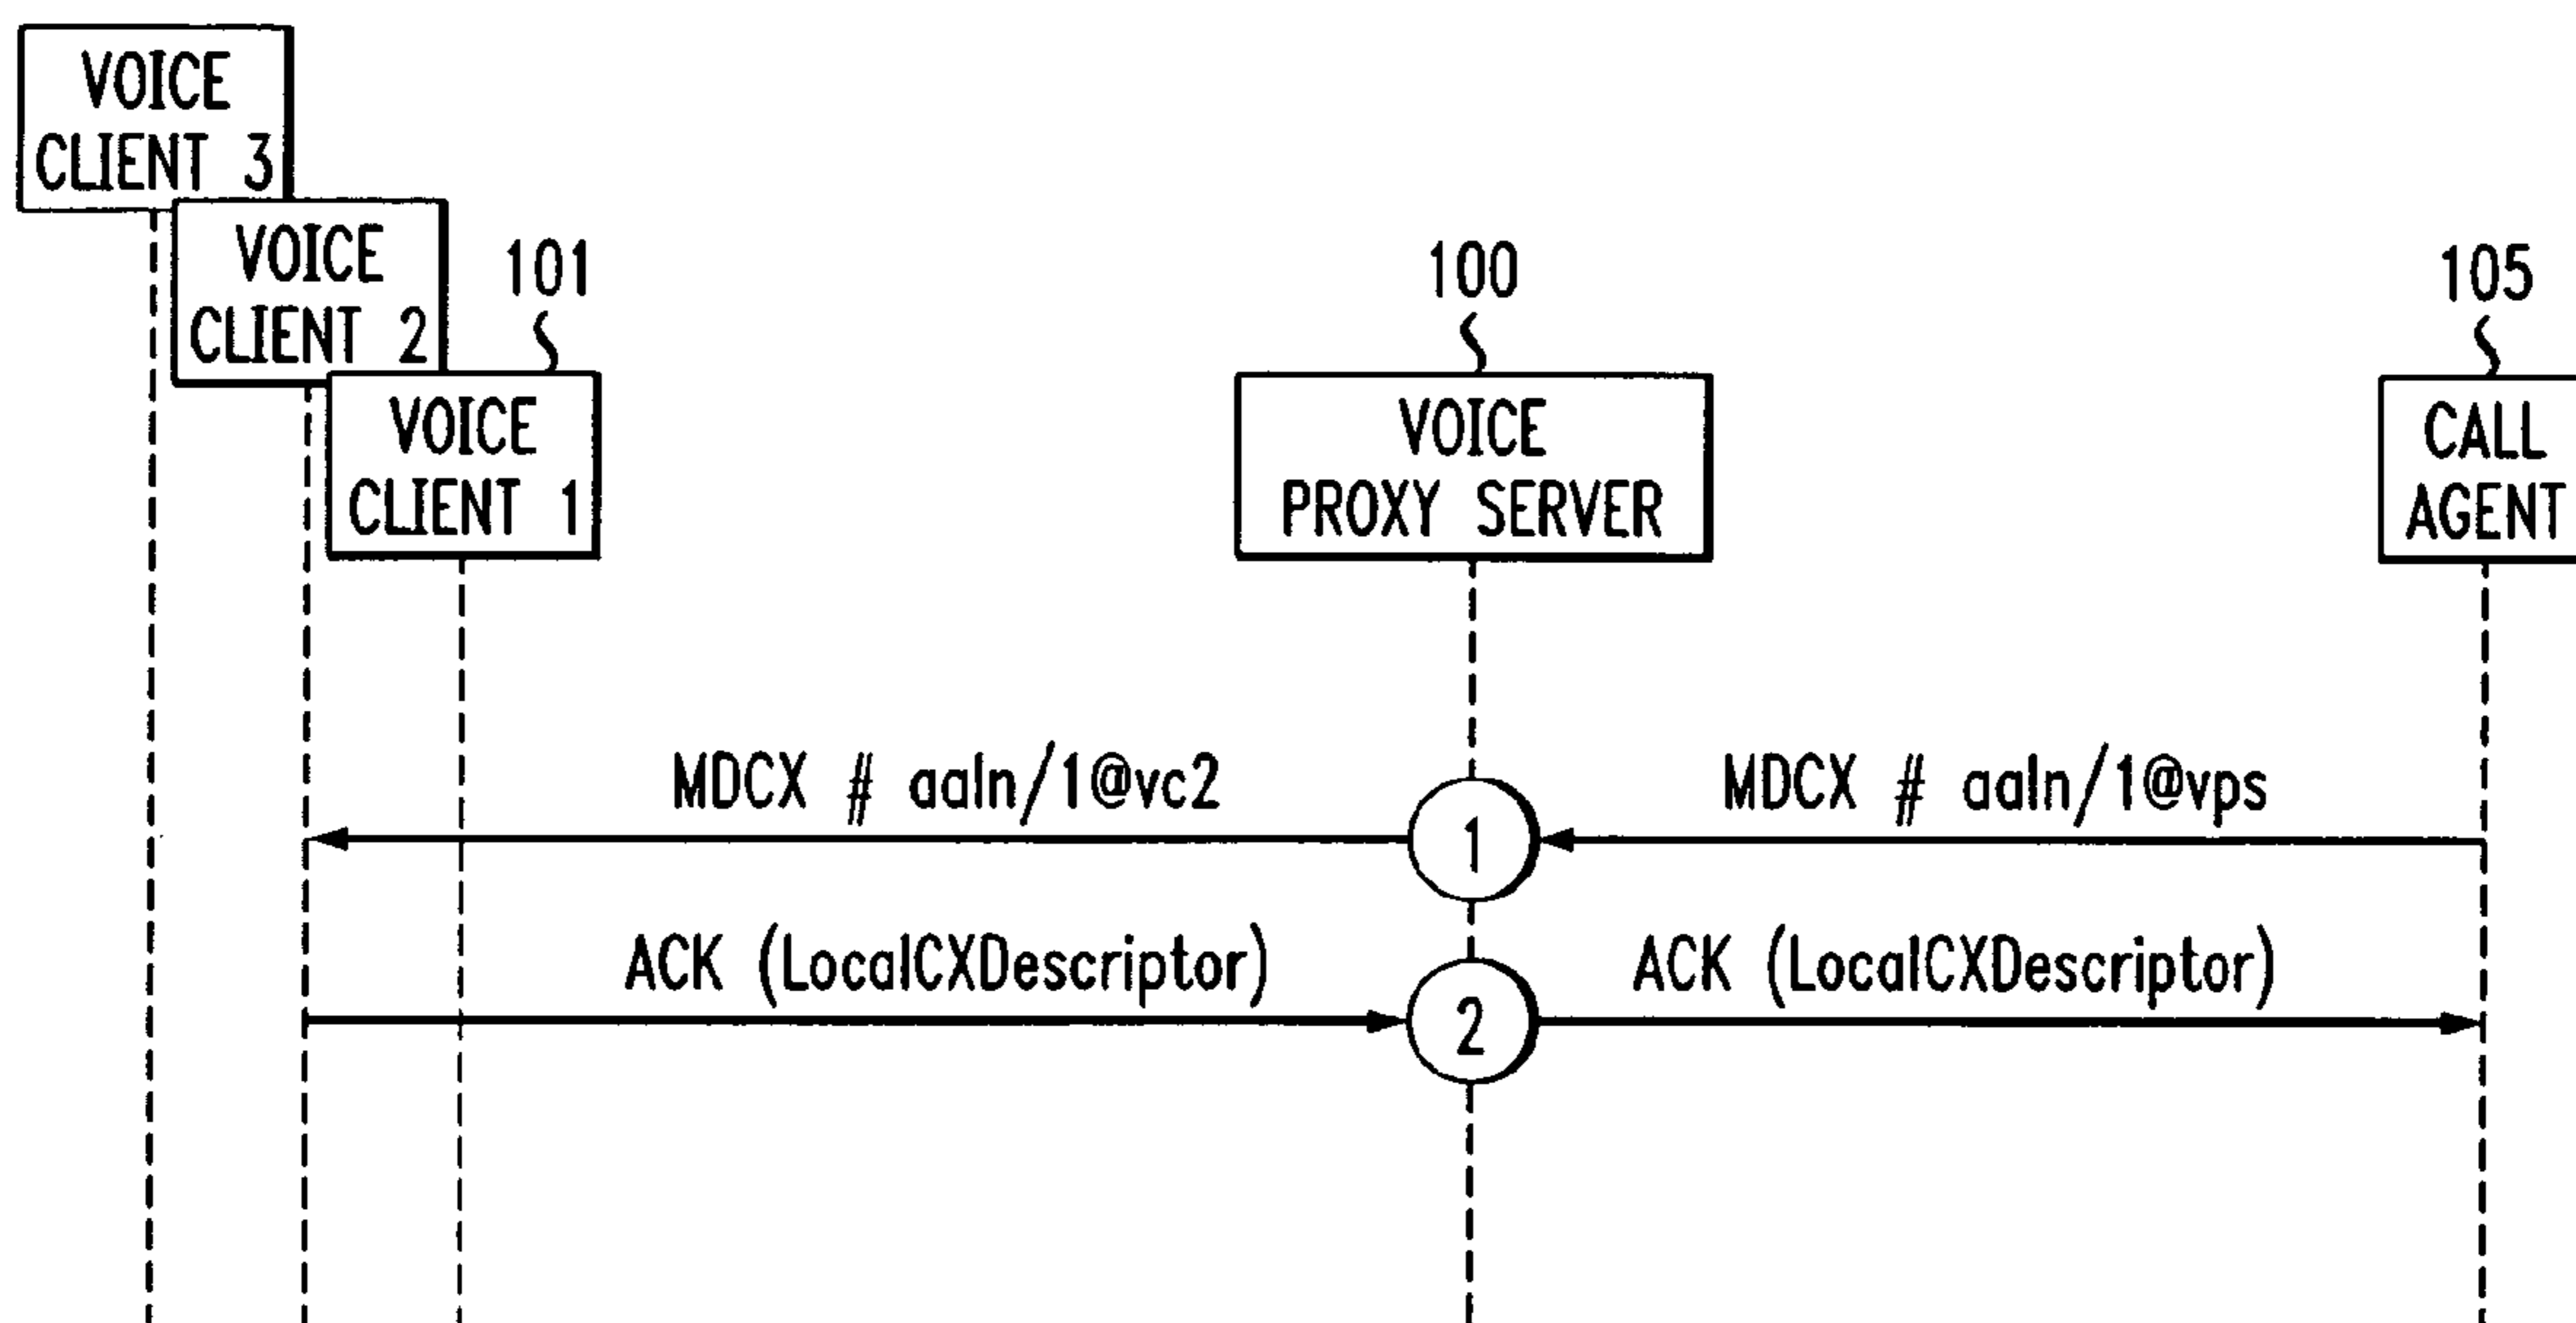 VOICE
CLIENT 3
VOICE
CLIENT 2
101
VOICE
CLIENT 1
100
VOICE
PROXY SERVER
105
CALL
AGENT
MDCX # aaln/1@vc2
1
MDCX # aaln/1@vps
ACK (LocalCXDescriptor)
2
ACK (LocalCXDescriptor)